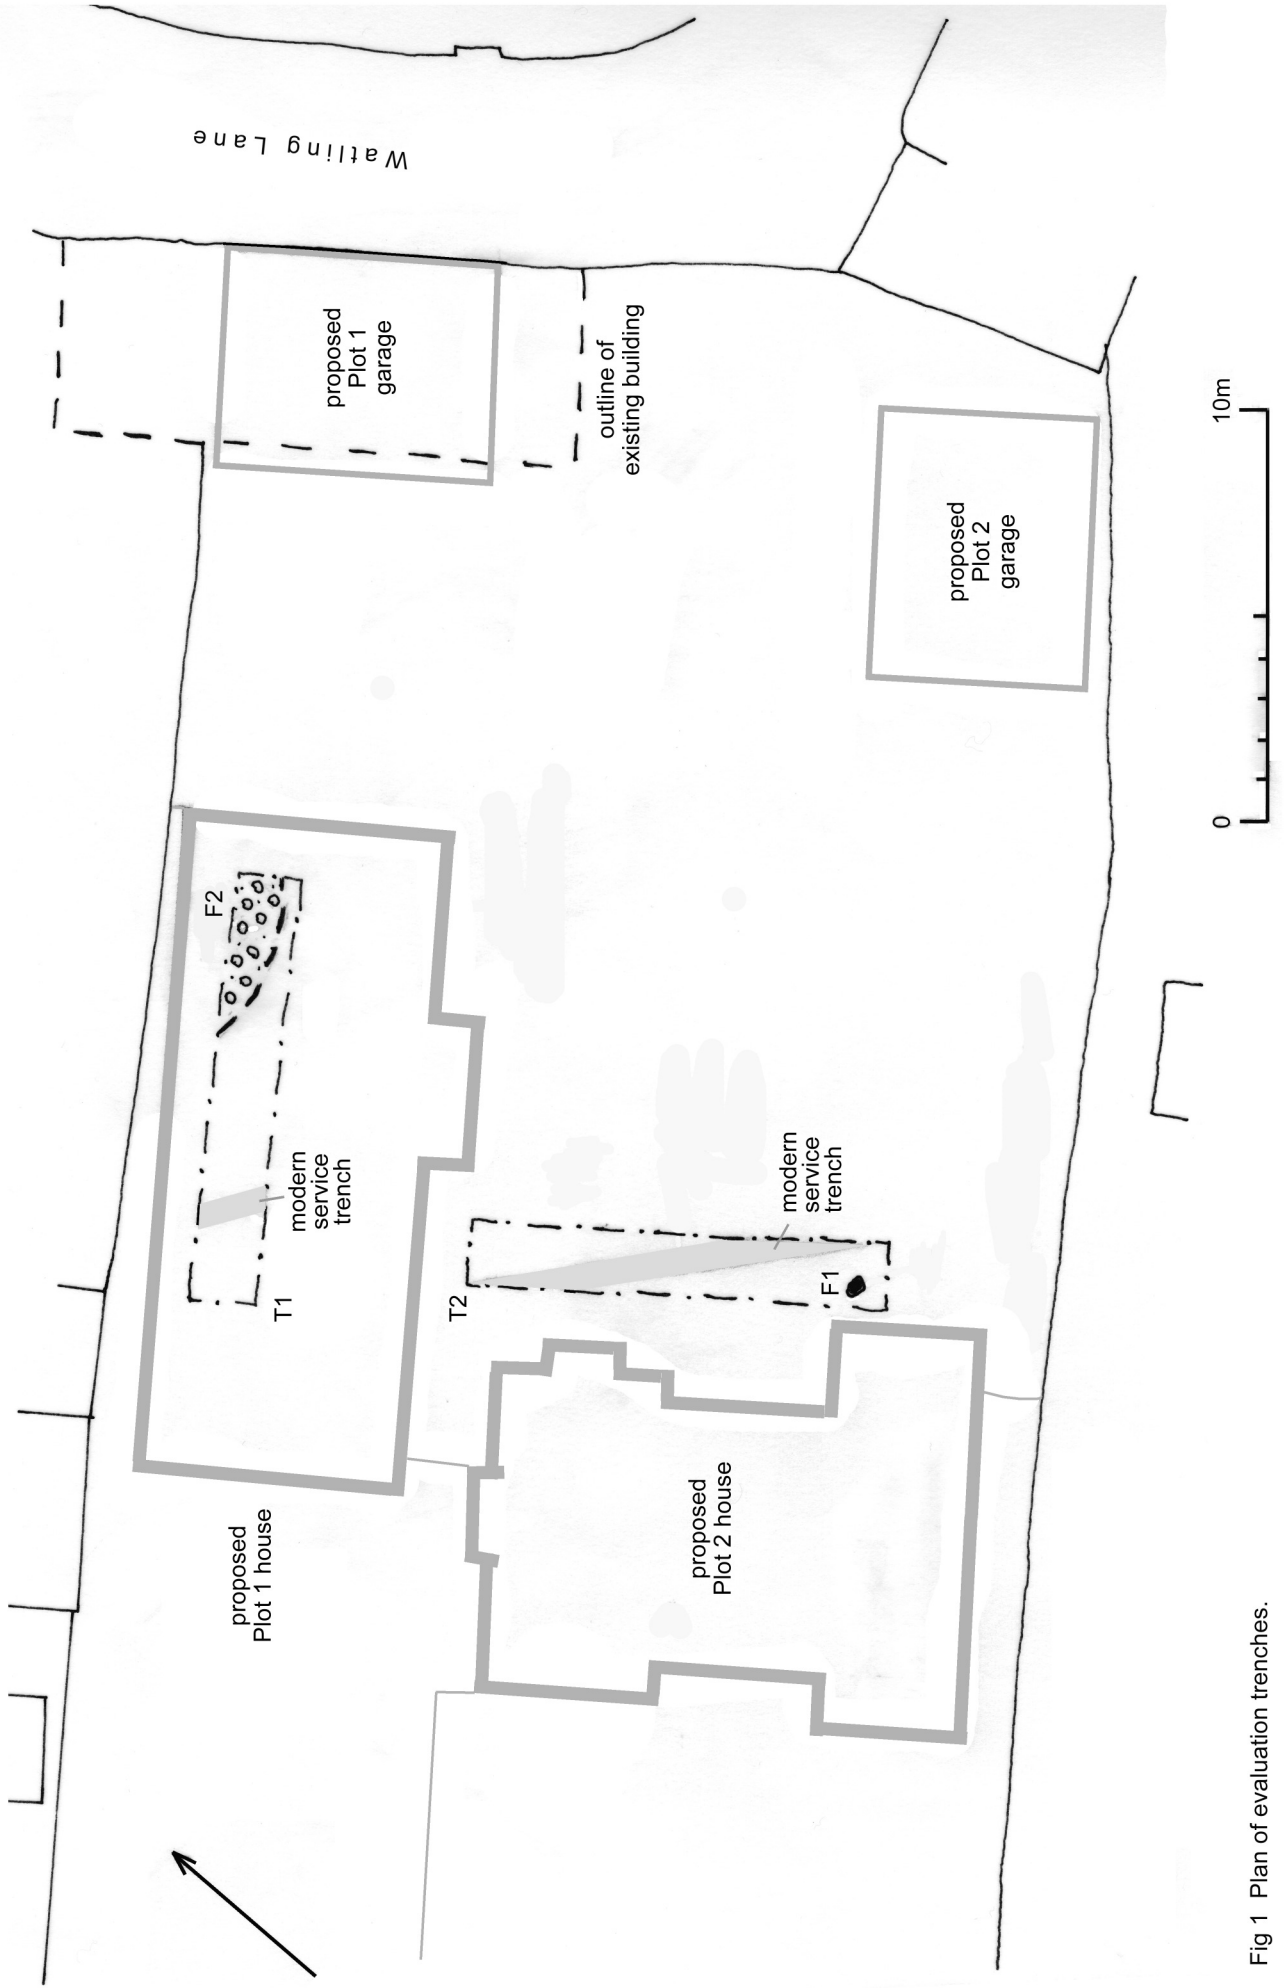 Watling Lane
proposed
Plot 1
garage
outline of
existing building
proposed
Plot 2
garage
F2
modern
service
trench
T1
T2
modern
service
trench
F1
proposed
Plot 1 house
proposed
Plot 2 house
0
10m
Fig 1 Plan of evaluation trenches.